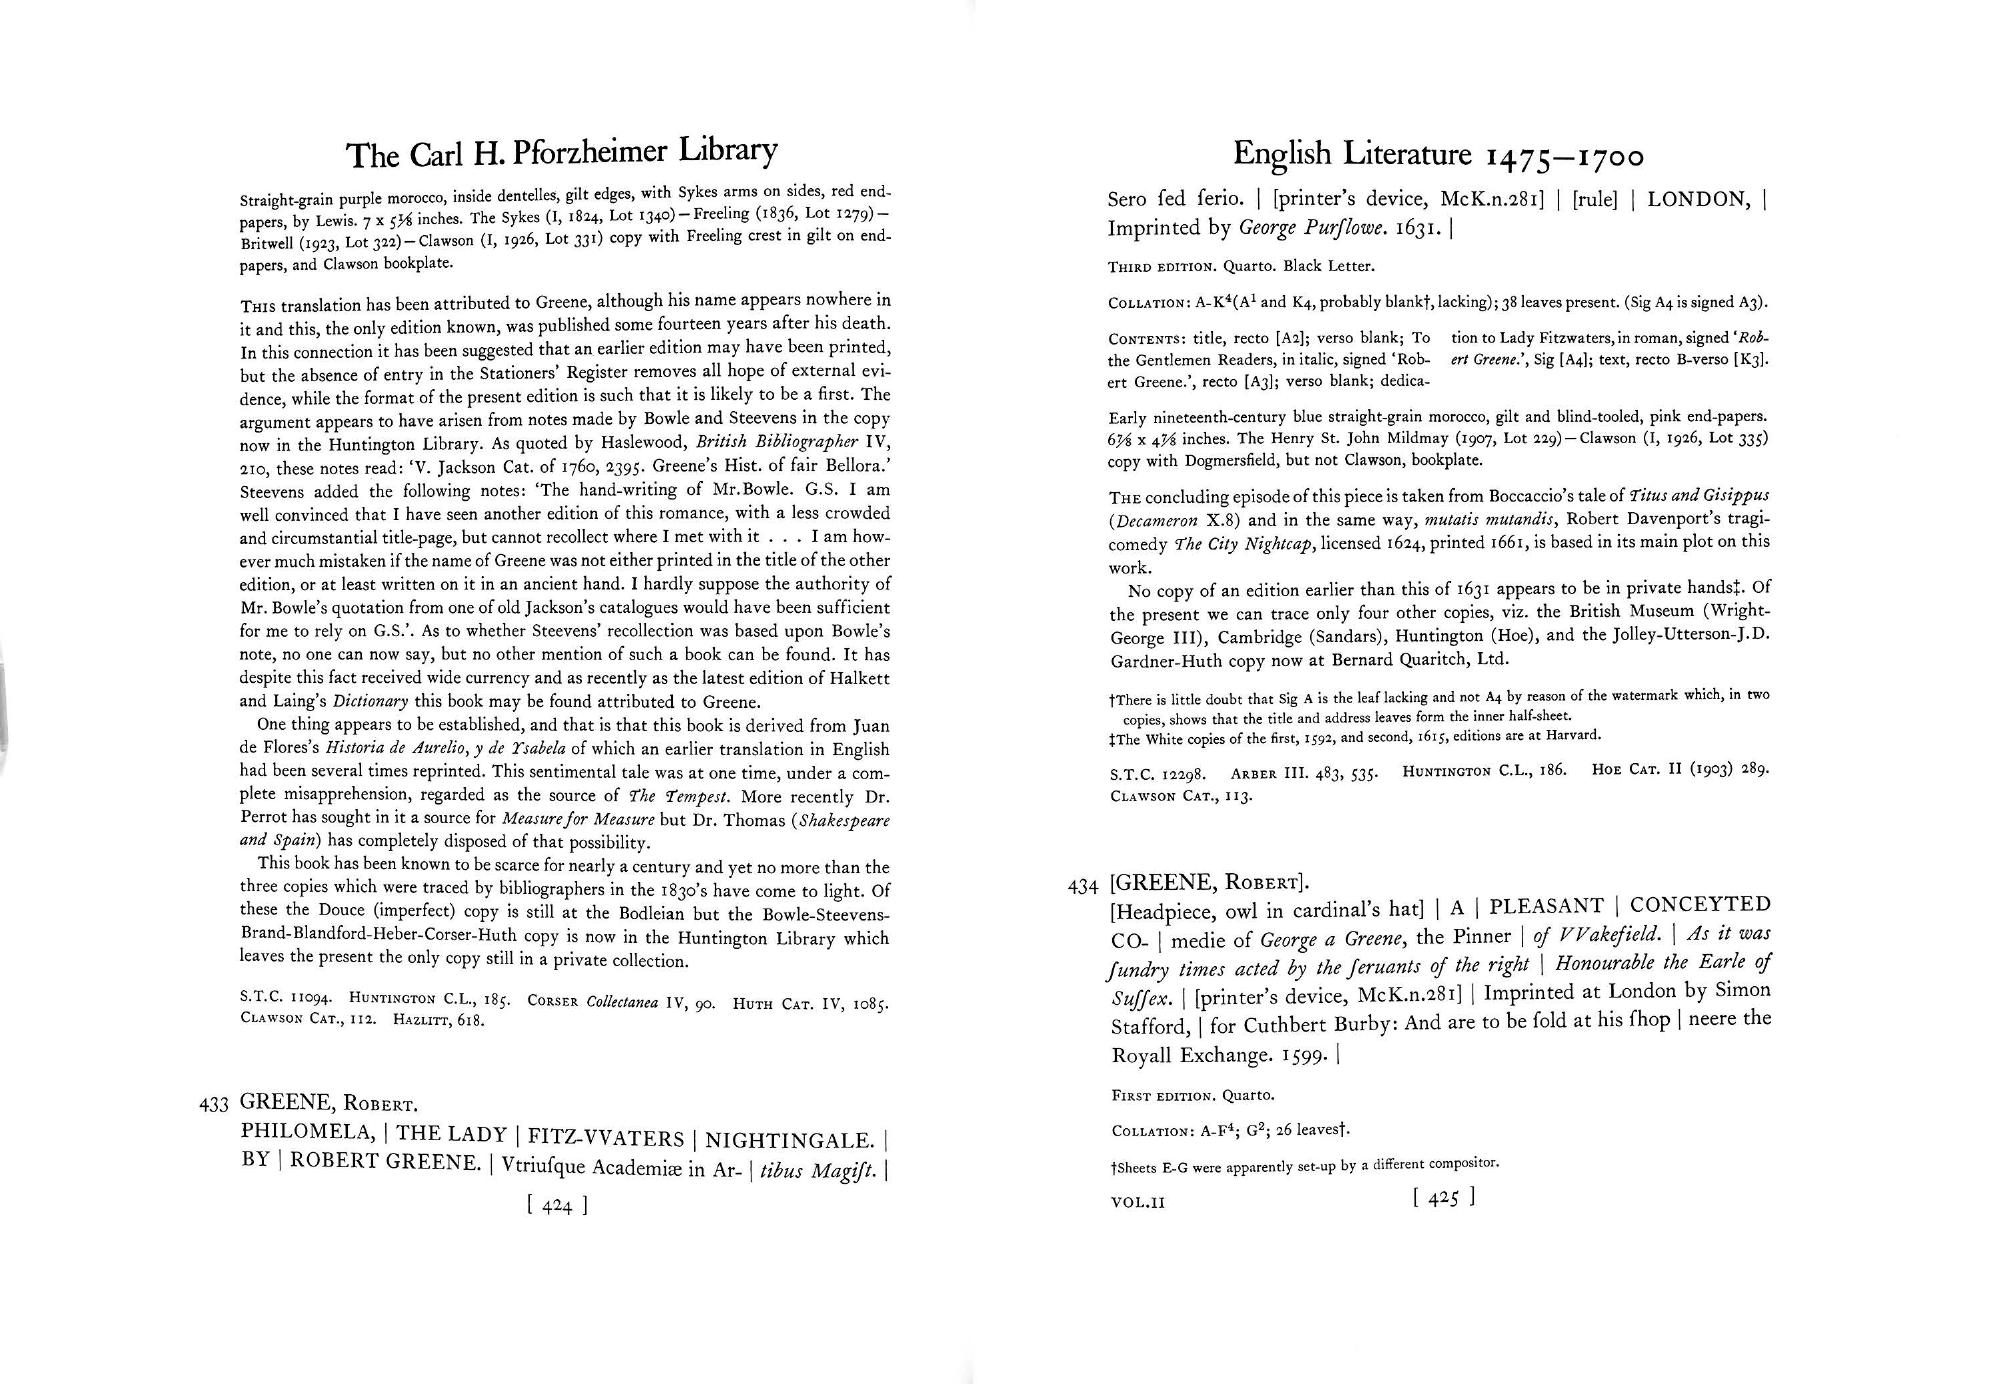 The Carl H. Pforzheimer Library
Straight-grain purple morocco, inside dentelles, gilt edges, with Sykes arms on sides, red end-
papers, by Lewis. 7 x 5⅛ inches. The Sykes (I, 1824, Lot 1340)—Freeling (1836, Lot 1279)—
Britwell (1923, Lot 322)—Clawson (I, 1926, Lot 331) copy with Freeling crest in gilt on end-
papers, and Clawson bookplate.
THIS translation has been attributed to Greene, although his name appears nowhere in
it and this, the only edition known, was published some fourteen years after his death.
In this connection it has been suggested that an earlier edition may have been printed,
but the absence of entry in the Stationers' Register removes all hope of external evi-
dence, while the format of the present edition is such that it is likely to be a first. The
argument appears to have arisen from notes made by Bowle and Steevens in the copy
now in the Huntington Library. As quoted by Haslewood, British Bibliographer IV,
210, these notes read: 'V. Jackson Cat. of 1760, 2395. Greene's Hist. of fair Bellora.'
Steevens added the following notes: 'The hand-writing of Mr.Bowle. G.S. I am
well convinced that I have seen another edition of this romance, with a less crowded
and circumstantial title-page, but cannot recollect where I met with it . . . I am how-
ever much mistaken if the name of Greene was not either printed in the title of the other
edition, or at least written on it in an ancient hand. I hardly suppose the authority of
Mr. Bowle's quotation from one of old Jackson's catalogues would have been sufficient
for me to rely on G.S.'. As to whether Steevens' recollection was based upon Bowle's
note, no one can now say, but no other mention of such a book can be found. It has
despite this fact received wide currency and as recently as the latest edition of Halkett
and Laing's Dictionary this book may be found attributed to Greene.
One thing appears to be established, and that is that this book is derived from Juan
de Flores's Historia de Aurelio, y de Ysabela of which an earlier translation in English
had been several times reprinted. This sentimental tale was at one time, under a com-
plete misapprehension, regarded as the source of The Tempest. More recently Dr.
Perrot has sought in it a source for Measure for Measure but Dr. Thomas (Shakespeare
and Spain) has completely disposed of that possibility.
This book has been known to be scarce for nearly a century and yet no more than the
three copies which were traced by bibliographers in the 1830's have come to light. Of
these the Douce (imperfect) copy is still at the Bodleian but the Bowle-Steevens-
Brand-Blandford-Heber-Corser-Huth copy is now in the Huntington Library which
leaves the present the only copy still in a private collection.
S.T.C. 11094. HUNTINGTON C.L., 185. CORSER Collectanea IV, 90. HUTH CAT. IV, 1085.
CLAWSON CAT., 112. HAZLITT, 618.
433 GREENE, ROBERT.
PHILOMELA, | THE LADY | FITZ-VVATERS | NIGHTINGALE. |
BY | ROBERT GREENE. | Vtriuſque Academiæ in Ar- | tibus Magiſt. |
[ 424 ]
English Literature 1475—1700
Sero ſed ſerio. | [printer's device, McK.n.281] | [rule] | LONDON, |
Imprinted by George Purſlowe. 1631. |
THIRD EDITION. Quarto. Black Letter.
COLLATION: A-K⁴(A¹ and K4, probably blank†, lacking); 38 leaves present. (Sig A4 is signed A3).
CONTENTS: title, recto [A2]; verso blank; To
the Gentlemen Readers, in italic, signed 'Rob-
ert Greene.', recto [A3]; verso blank; dedica-
tion to Lady Fitzwaters, in roman, signed 'Rob-
ert Greene.', Sig [A4]; text, recto B-verso [K3].
Early nineteenth-century blue straight-grain morocco, gilt and blind-tooled, pink end-papers.
6⅞ x 4⅞ inches. The Henry St. John Mildmay (1907, Lot 229)—Clawson (I, 1926, Lot 335)
copy with Dogmersfield, but not Clawson, bookplate.
THE concluding episode of this piece is taken from Boccaccio's tale of Titus and Gisippus
(Decameron X.8) and in the same way, mutatis mutandis, Robert Davenport's tragi-
comedy The City Nightcap, licensed 1624, printed 1661, is based in its main plot on this
work.
No copy of an edition earlier than this of 1631 appears to be in private hands‡. Of
the present we can trace only four other copies, viz. the British Museum (Wright-
George III), Cambridge (Sandars), Huntington (Hoe), and the Jolley-Utterson-J.D.
Gardner-Huth copy now at Bernard Quaritch, Ltd.
†There is little doubt that Sig A is the leaf lacking and not A4 by reason of the watermark which, in two
copies, shows that the title and address leaves form the inner half-sheet.
‡The White copies of the first, 1592, and second, 1615, editions are at Harvard.
S.T.C. 12298. ARBER III. 483, 535. HUNTINGTON C.L., 186. HOE CAT. II (1903) 289.
CLAWSON CAT., 113.
434 [GREENE, ROBERT].
[Headpiece, owl in cardinal's hat] | A | PLEASANT | CONCEYTED
CO- | medie of George a Greene, the Pinner | of VVakefield. | As it was
ſundry times acted by the ſeruants of the right | Honourable the Earle of
Suſſex. | [printer's device, McK.n.281] | Imprinted at London by Simon
Stafford, | for Cuthbert Burby: And are to be ſold at his ſhop | neere the
Royall Exchange. 1599. |
FIRST EDITION. Quarto.
COLLATION: A-F⁴; G²; 26 leaves†.
†Sheets E-G were apparently set-up by a different compositor.
VOL.II [ 425 ]